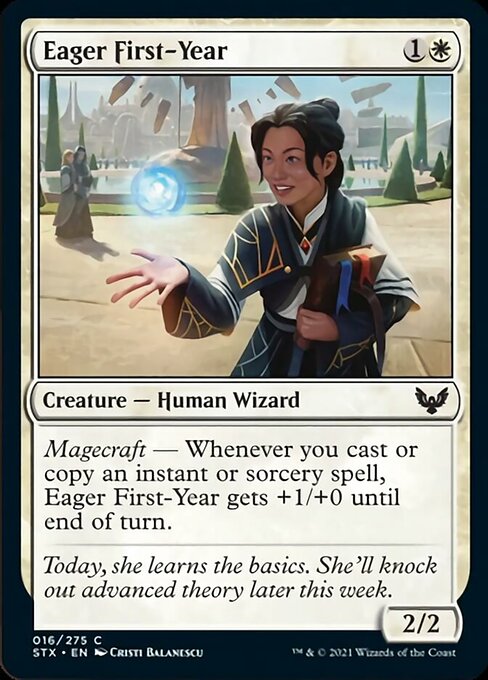 Eager First-Year 1
Creature — Human Wizard
Magecraft — Whenever you cast or
copy an instant or sorcery spell,
Eager First-Year gets +1/+0 until
end of turn.
Today, she learns the basics. She'll knock
out advanced theory later this week.
2/2
016/275 C
STX • EN Cristi Balanescu
™ & © 2021 Wizards of the Coast